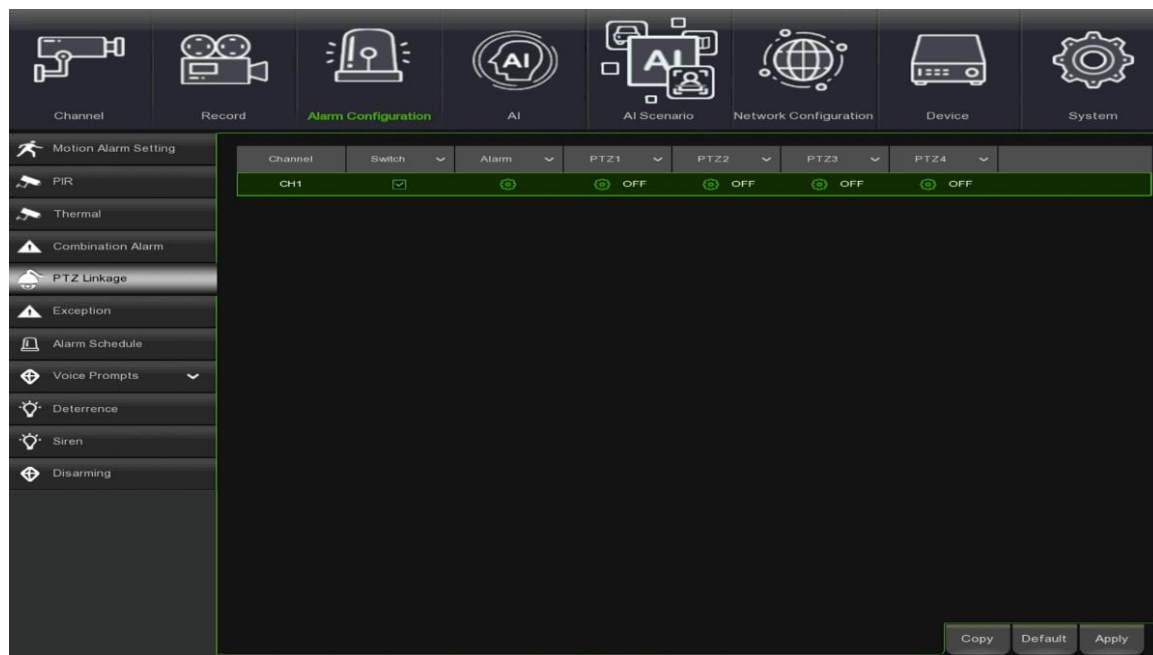 AI
AI
Channel Record Alarm Configuration AI AI Scenario Network Configuration Device System
Motion Alarm Setting
PIR
Thermal
Combination Alarm
PTZ Linkage
Exception
Alarm Schedule
Voice Prompts
Deterrence
Siren
Disarming
Channel Switch Alarm PTZ1 PTZ2 PTZ3 PTZ4
CH1 OFF OFF OFF OFF
Copy Default Apply